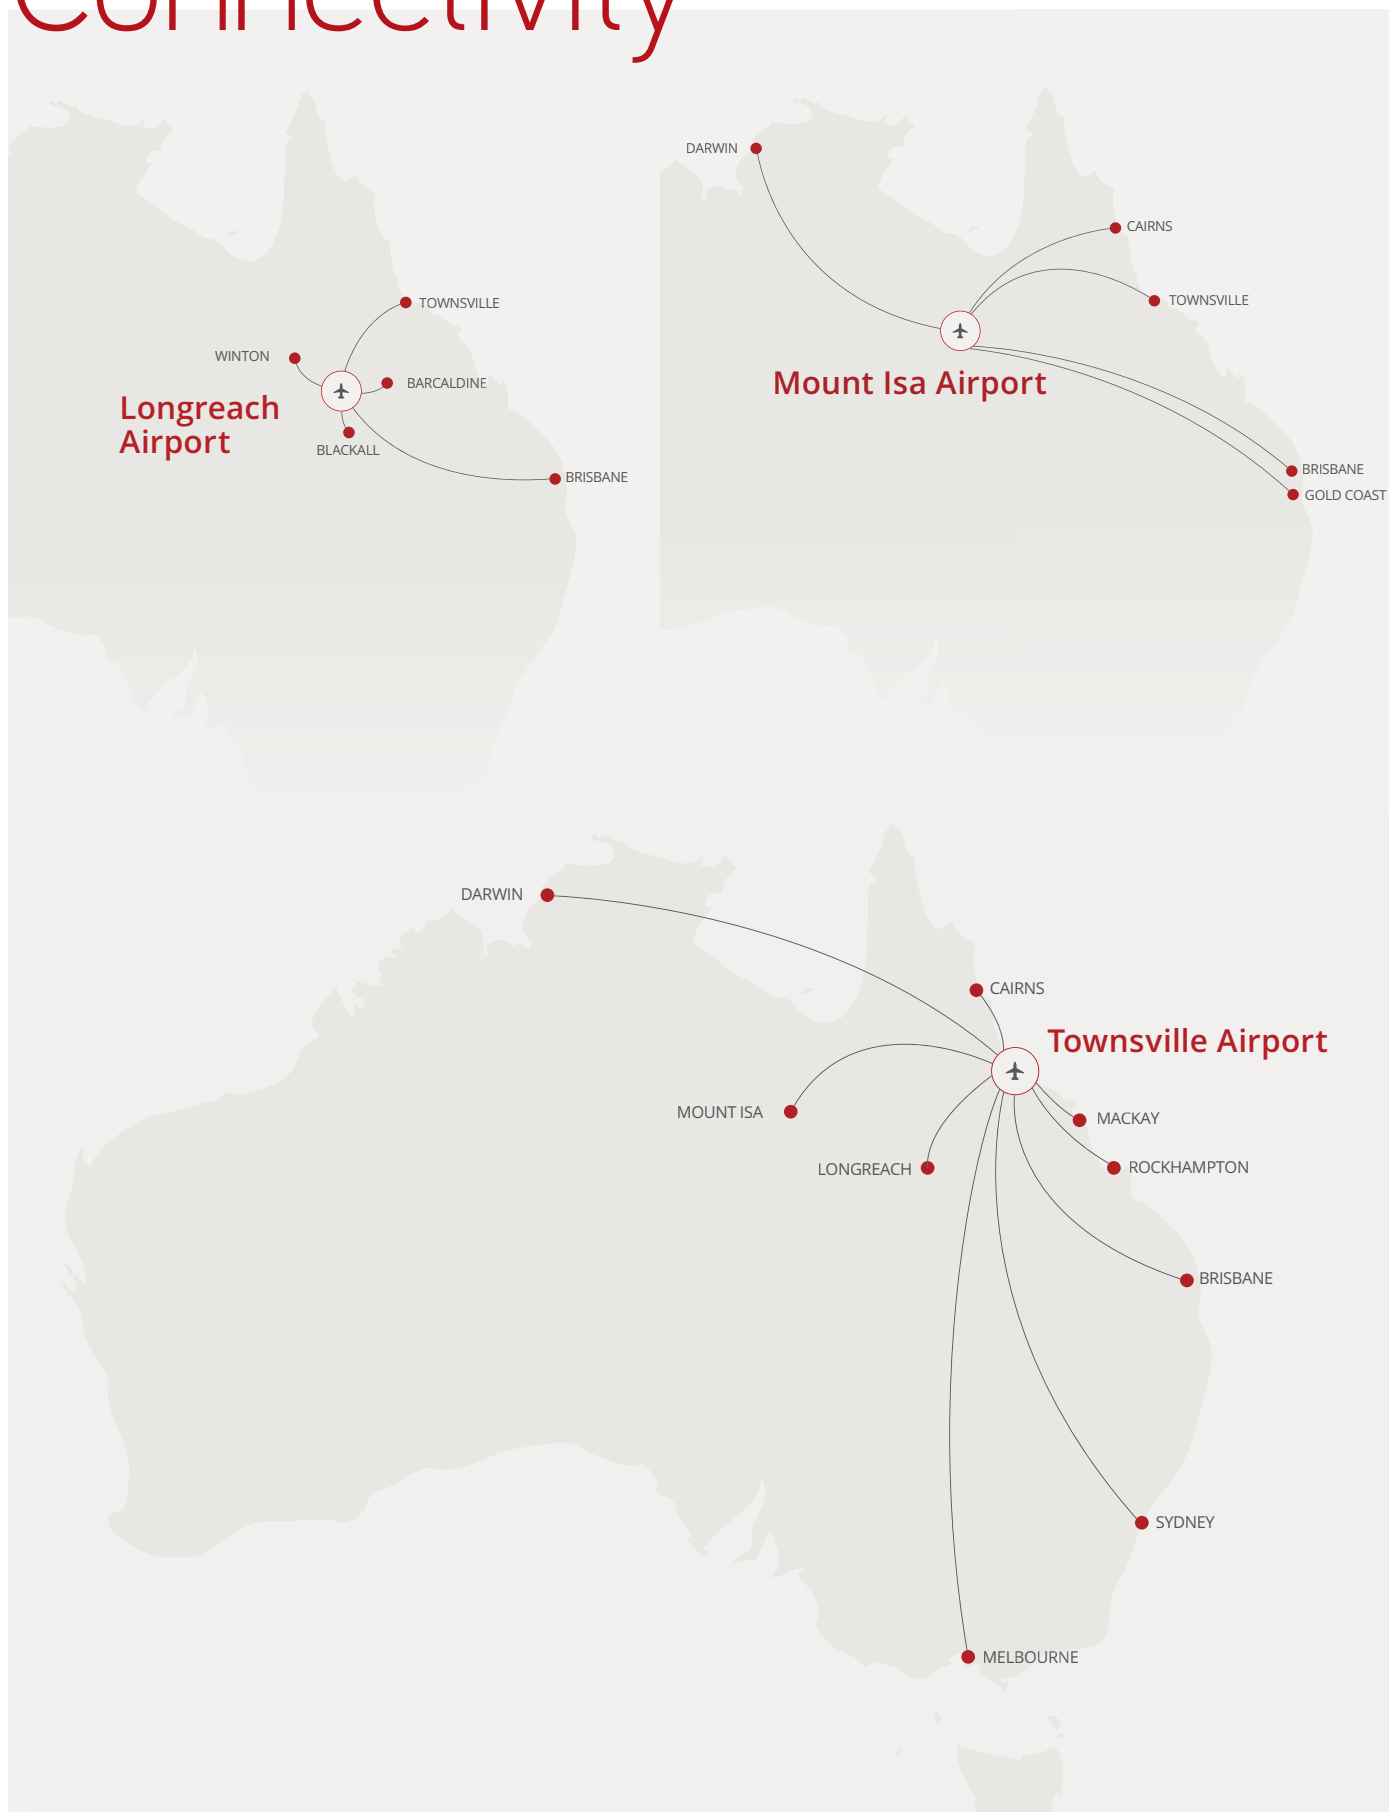 Connectivity
DARWIN
CAIRNS
TOWNSVILLE
TOWNSVILLE
WINTON
BARCALDINE
Longreach
Airport
BLACKALL
BRISBANE
Mount Isa Airport
BRISBANE
GOLD COAST
DARWIN
CAIRNS
Townsville Airport
MOUNT ISA
MACKAY
LONGREACH
ROCKHAMPTON
BRISBANE
SYDNEY
MELBOURNE